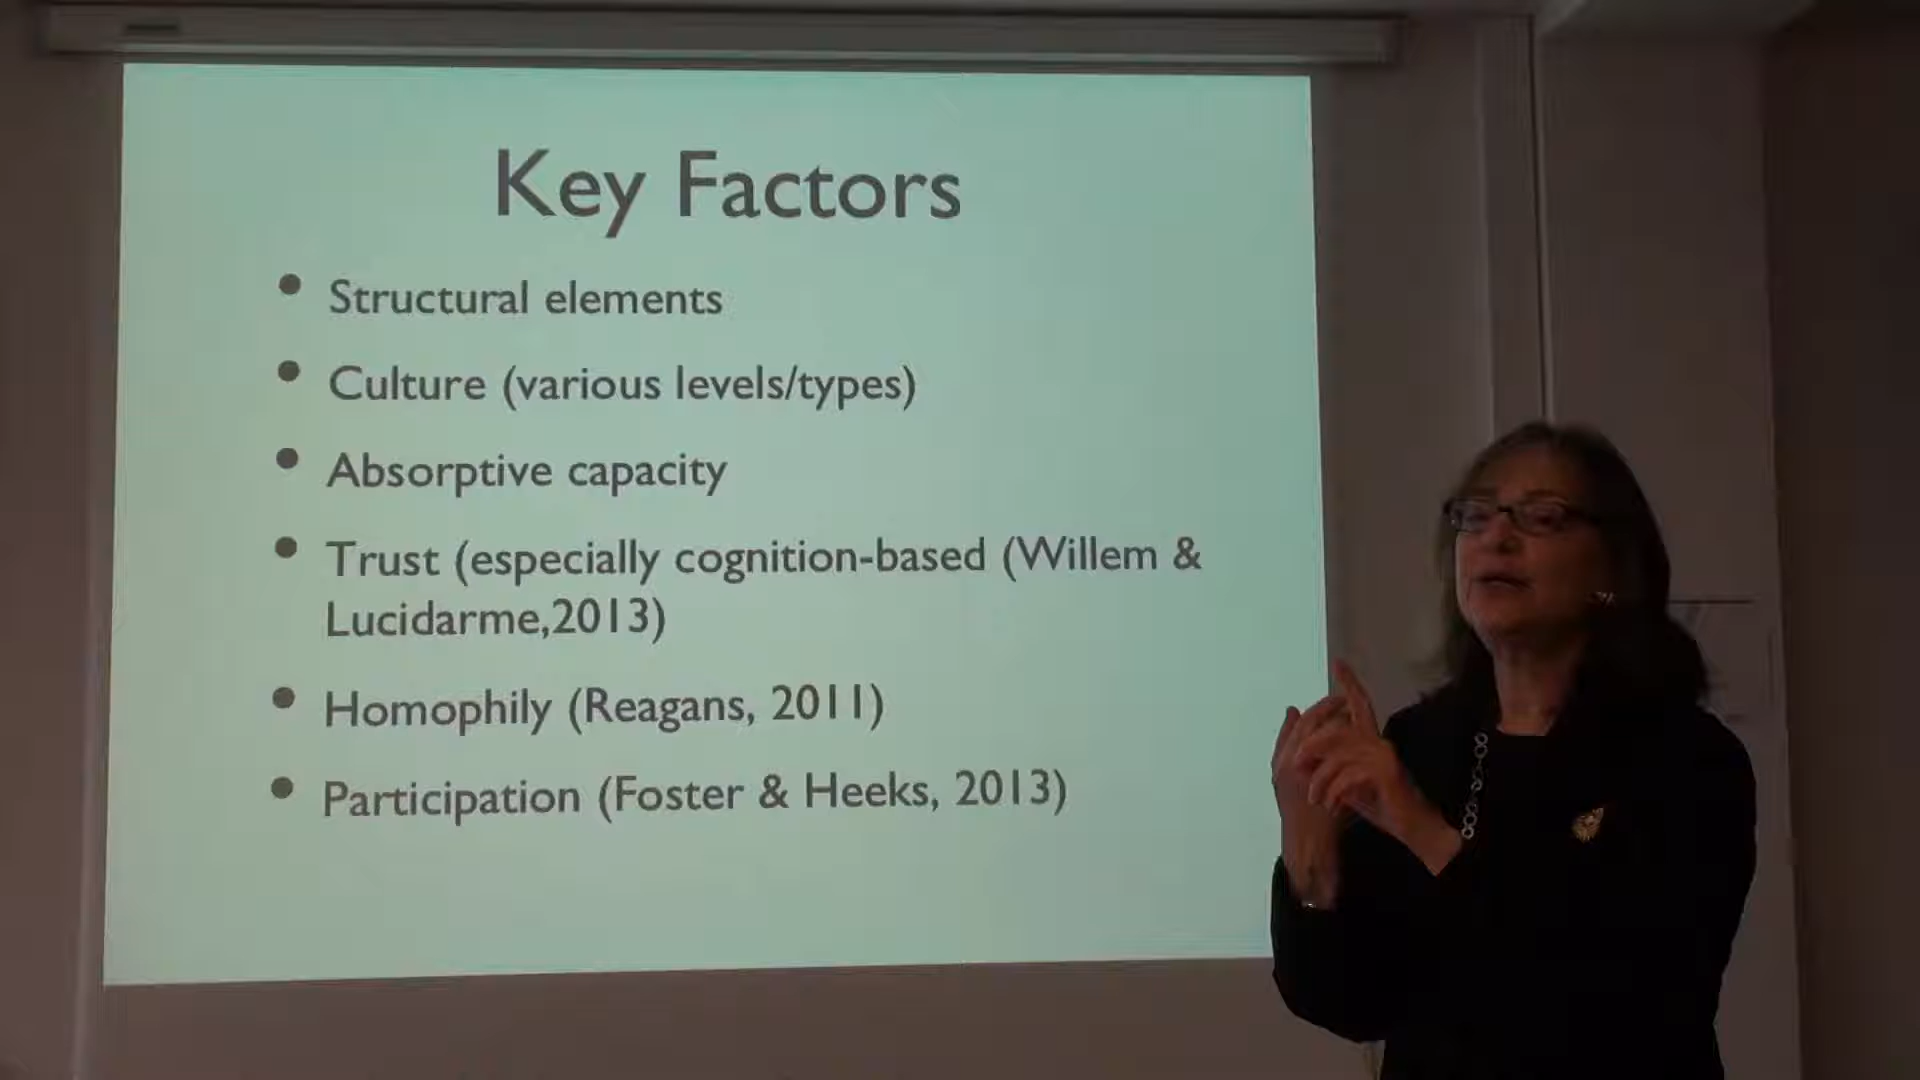 Key Factors
• Structural elements
• Culture (various levels/types)
• Absorptive capacity
• Trust (especially cognition-based (Willem &
Lucidarme,2013)
• Homophily (Reagans, 2011)
• Participation (Foster & Heeks, 2013)